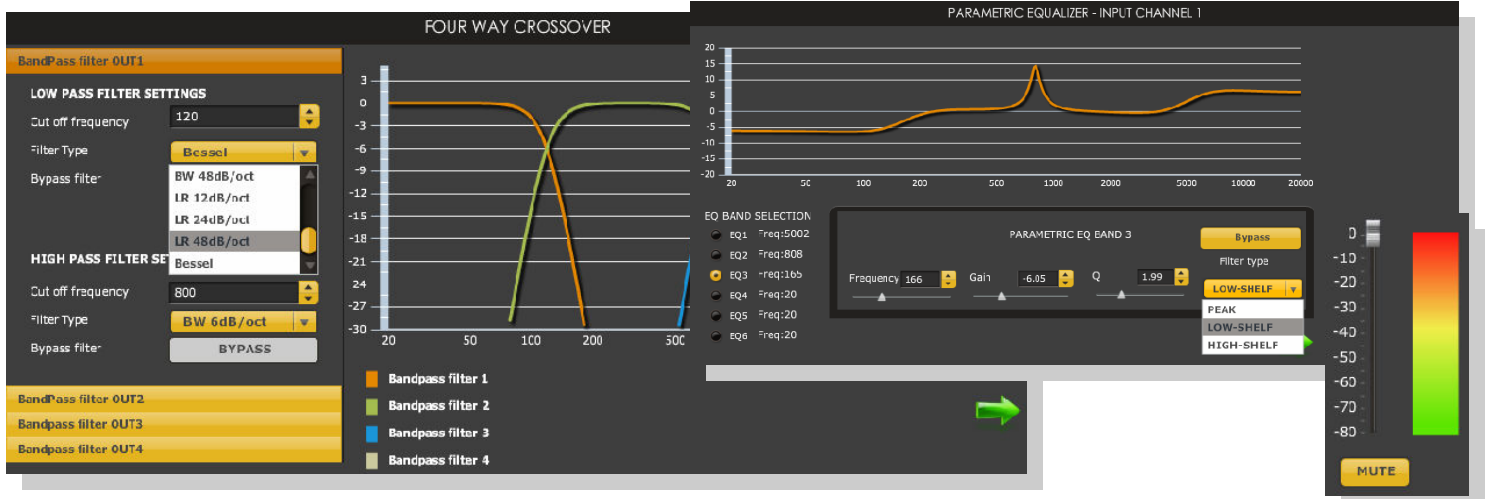 FOUR WAY CROSSOVER
BandPass filter OUT1
LOW PASS FILTER SETTINGS
Cut off frequency 120
Filter Type Bessel
Bypass filter
BW 48dB/oct
LR 12dB/oct
LR 24dB/oct
LR 48dB/oct
Bessel
HIGH PASS FILTER SE
Cut off frequency 800
Filter Type BW 6dB/oct
Bypass filter BYPASS
BandPass filter OUT2
Bandpass filter OUT3
Bandpass filter OUT4
3
0
-3
-6
-9
-12
-15
-18
-21
24
-27
-30
20 50 100 200 500
Bandpass filter 1
Bandpass filter 2
Bandpass filter 3
Bandpass filter 4
PARAMETRIC EQUALIZER - INPUT CHANNEL 1
20
15
10
5
0
-5
-10
-15
-20
20 50 100 200 500 1000 2000 5000 10000 20000
EQ BAND SELECTION
EQ1 Freq:5002
EQ2 Freq:808
EQ3 Freq:165
EQ4 Freq:20
EQ5 Freq:20
EQ6 Freq:20
PARAMETRIC EQ BAND 3
Frequency 166 Gain -6.05 Q 1.99
Bypass
Filter type
LOW-SHELF
PEAK
LOW-SHELF
HIGH-SHELF
0
-10
-20
-30
-40
-50
-60
-70
-80
MUTE